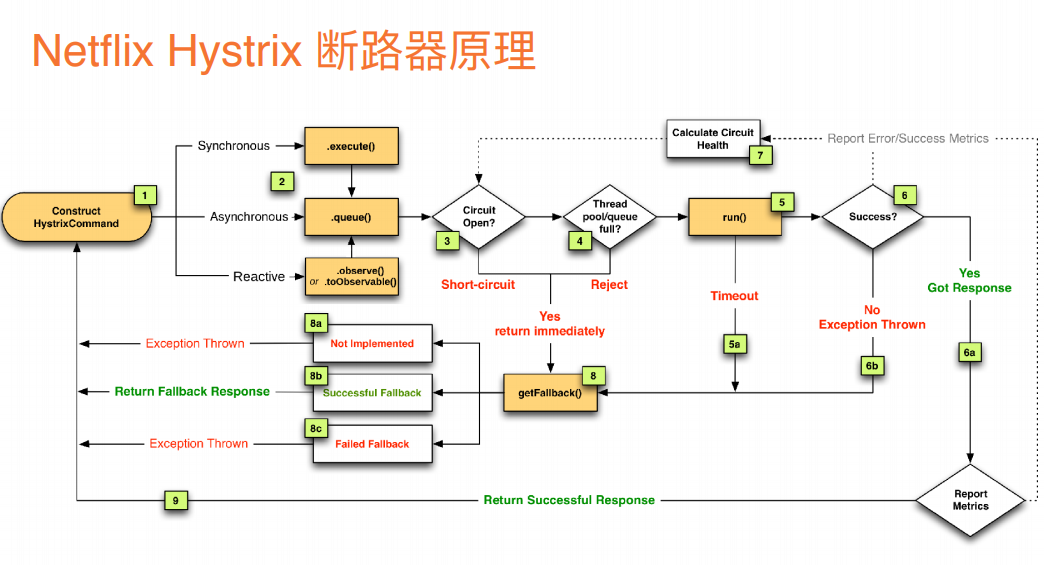 Netflix Hystrix 断路器原理
Calculate Circuit
Health
7
Report Error/Success Metrics
Synchronous
.execute()
1
2
Construct
HystrixCommand
Asynchronous
.queue()
Circuit
Open?
3
Thread
pool/queue
full?
4
run()
5
Success?
6
Reactive
.observe()
or .toObservable()
Short-circuit
Reject
Timeout
Yes
Got Response
Yes
return immediately
No
Exception Thrown
8a
Exception Thrown
Not Implemented
5a
6b
6a
8b
Return Fallback Response
Successful Fallback
getFallback()
8
8c
Exception Thrown
Failed Fallback
9
Return Successful Response
Report
Metrics